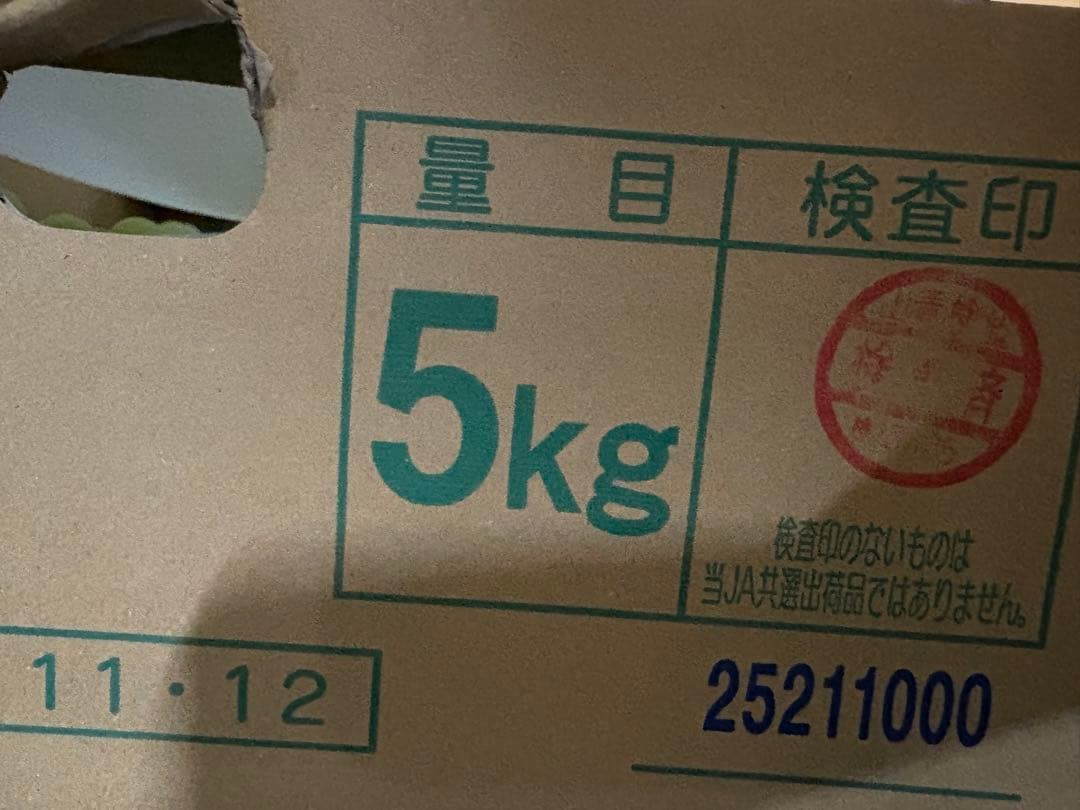 量目
検査印
5kg
検査印のないものは
当JA共選出荷品ではありません。
11・12
25211000